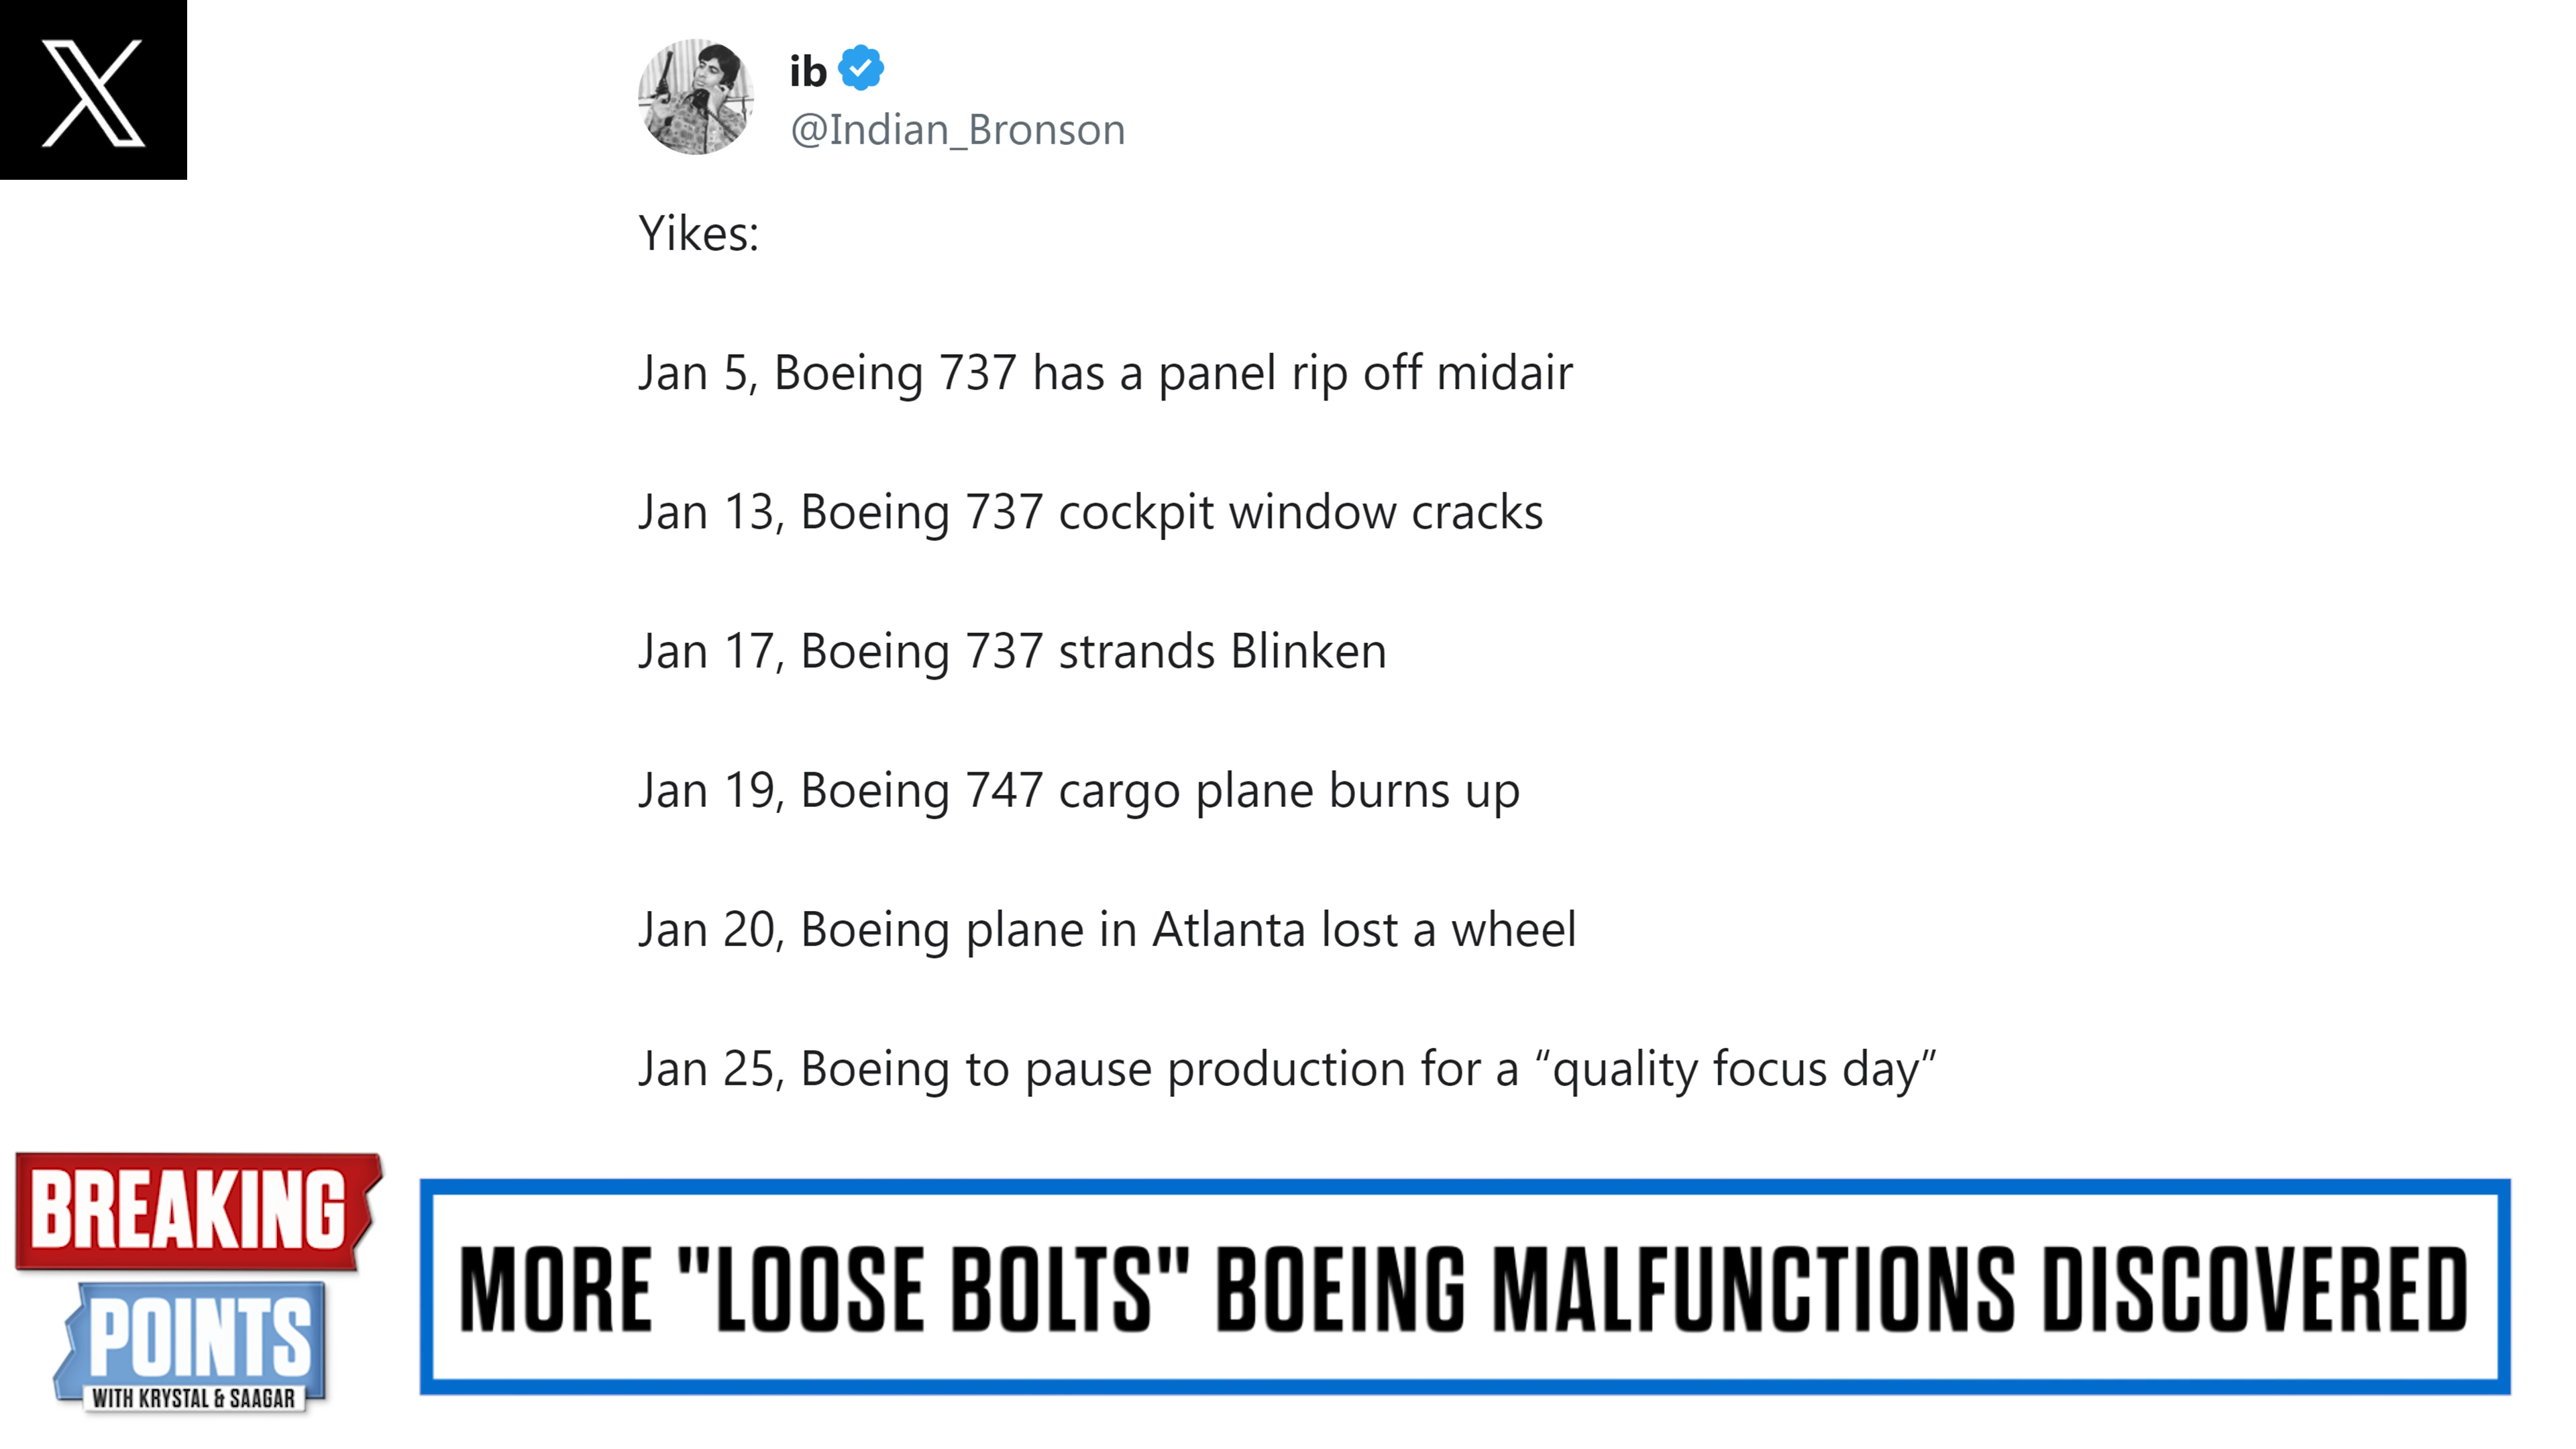 X
ib
@Indian_Bronson
Yikes:
Jan 5, Boeing 737 has a panel rip off midair
Jan 13, Boeing 737 cockpit window cracks
Jan 17, Boeing 737 strands Blinken
Jan 19, Boeing 747 cargo plane burns up
Jan 20, Boeing plane in Atlanta lost a wheel
Jan 25, Boeing to pause production for a “quality focus day”
BREAKING
POINTS
WITH KRYSTAL & SAAGAR
MORE "LOOSE BOLTS" BOEING MALFUNCTIONS DISCOVERED